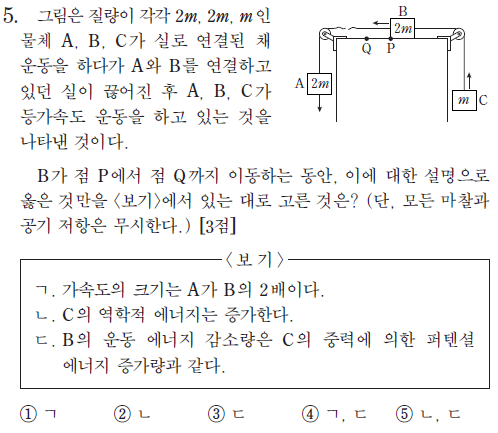 5. 그림은 질량이 각각 2m, 2m, m인
물체 A, B, C가 실로 연결된 채
운동을 하다가 A와 B를 연결하고
있던 실이 끊어진 후 A, B, C가
등가속도 운동을 하고 있는 것을
나타낸 것이다.
B
2m
Q P
A 2m
m C
B가 점 P에서 점 Q까지 이동하는 동안, 이에 대한 설명으로
옳은 것만을 <보기>에서 있는 대로 고른 것은? (단, 모든 마찰과
공기 저항은 무시한다.) [3점]
<보 기>
ㄱ. 가속도의 크기는 A가 B의 2배이다.
ㄴ. C의 역학적 에너지는 증가한다.
ㄷ. B의 운동 에너지 감소량은 C의 중력에 의한 퍼텐셜
에너지 증가량과 같다.
① ㄱ ② ㄴ ③ ㄷ ④ ㄱ, ㄷ ⑤ ㄴ, ㄷ